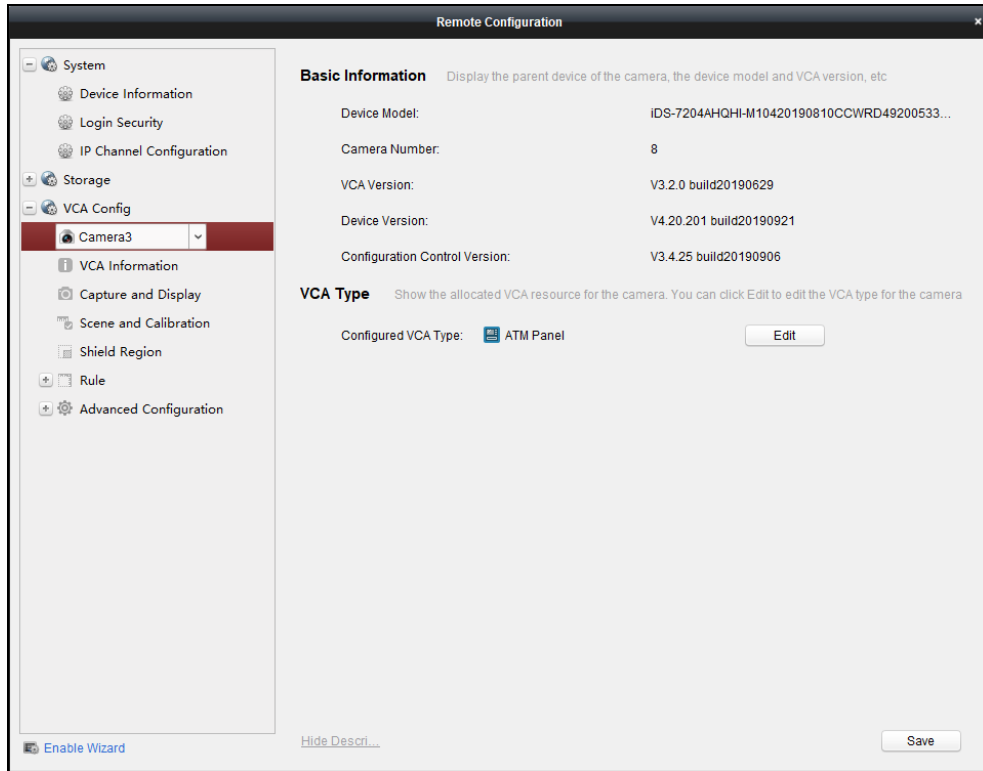 Remote Configuration
×
System
Device Information
Login Security
IP Channel Configuration
Storage
VCA Config
Camera3
VCA Information
Capture and Display
Scene and Calibration
Shield Region
Rule
Advanced Configuration
Enable Wizard
Basic Information Display the parent device of the camera, the device model and VCA version, etc
Device Model: iDS-7204AHQHI-M10420190810CCWRD49200533...
Camera Number: 8
VCA Version: V3.2.0 build20190629
Device Version: V4.20.201 build20190921
Configuration Control Version: V3.4.25 build20190906
VCA Type Show the allocated VCA resource for the camera. You can click Edit to edit the VCA type for the camera
Configured VCA Type: ATM Panel Edit
Hide Descri... Save